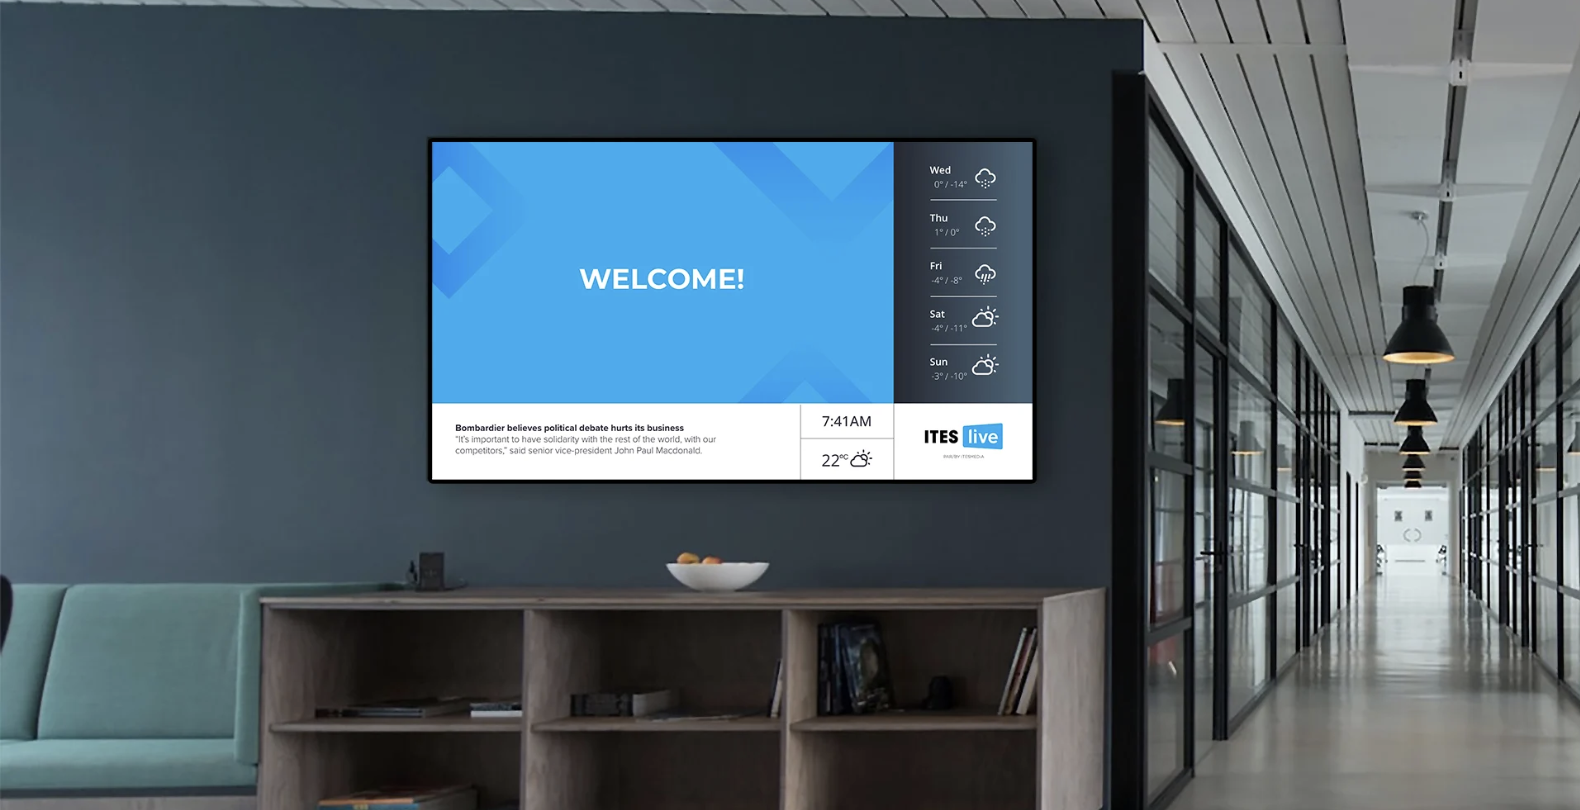 WELCOME!
Wed
0° / -14°
Thu
1° / 0°
Fri
-4° / -8°
Sat
-4° / -11°
Sun
-3° / -10°
Bombardier believes political debate hurts its business
"It's important to have solidarity with the rest of the world, with our
competitors," said senior vice-president John Paul Macdonald.
7:41AM
22°C
ITES live